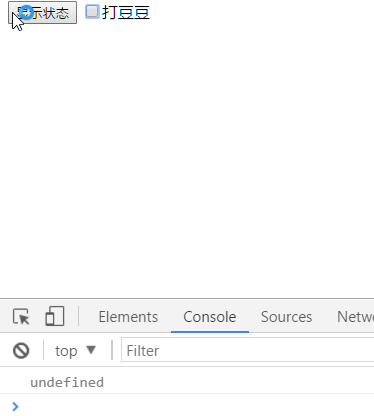 示状态 打豆豆
Elements Console Sources
top Filter
undefined